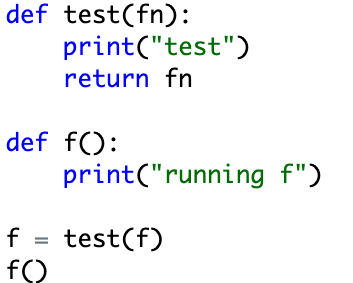 def test(fn):
    print("test")
    return fn

def f():
    print("running f")

f = test(f)
f()